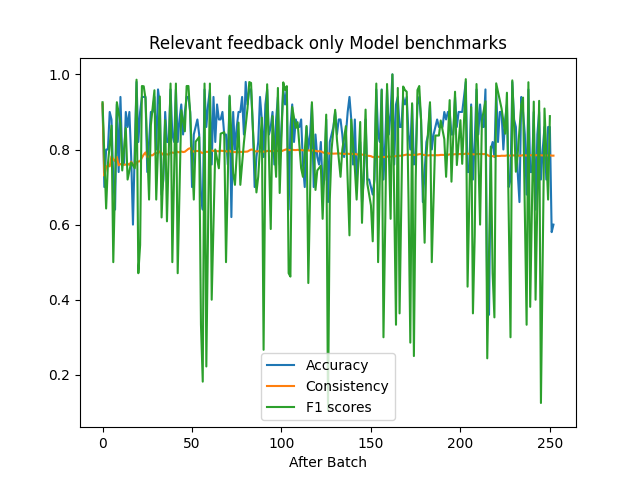 Relevant feedback only Model benchmarks
1.0
0.8
0.6
0.4
0.2
Accuracy
Consistency
F1 scores
0 50 100 150 200 250
After Batch